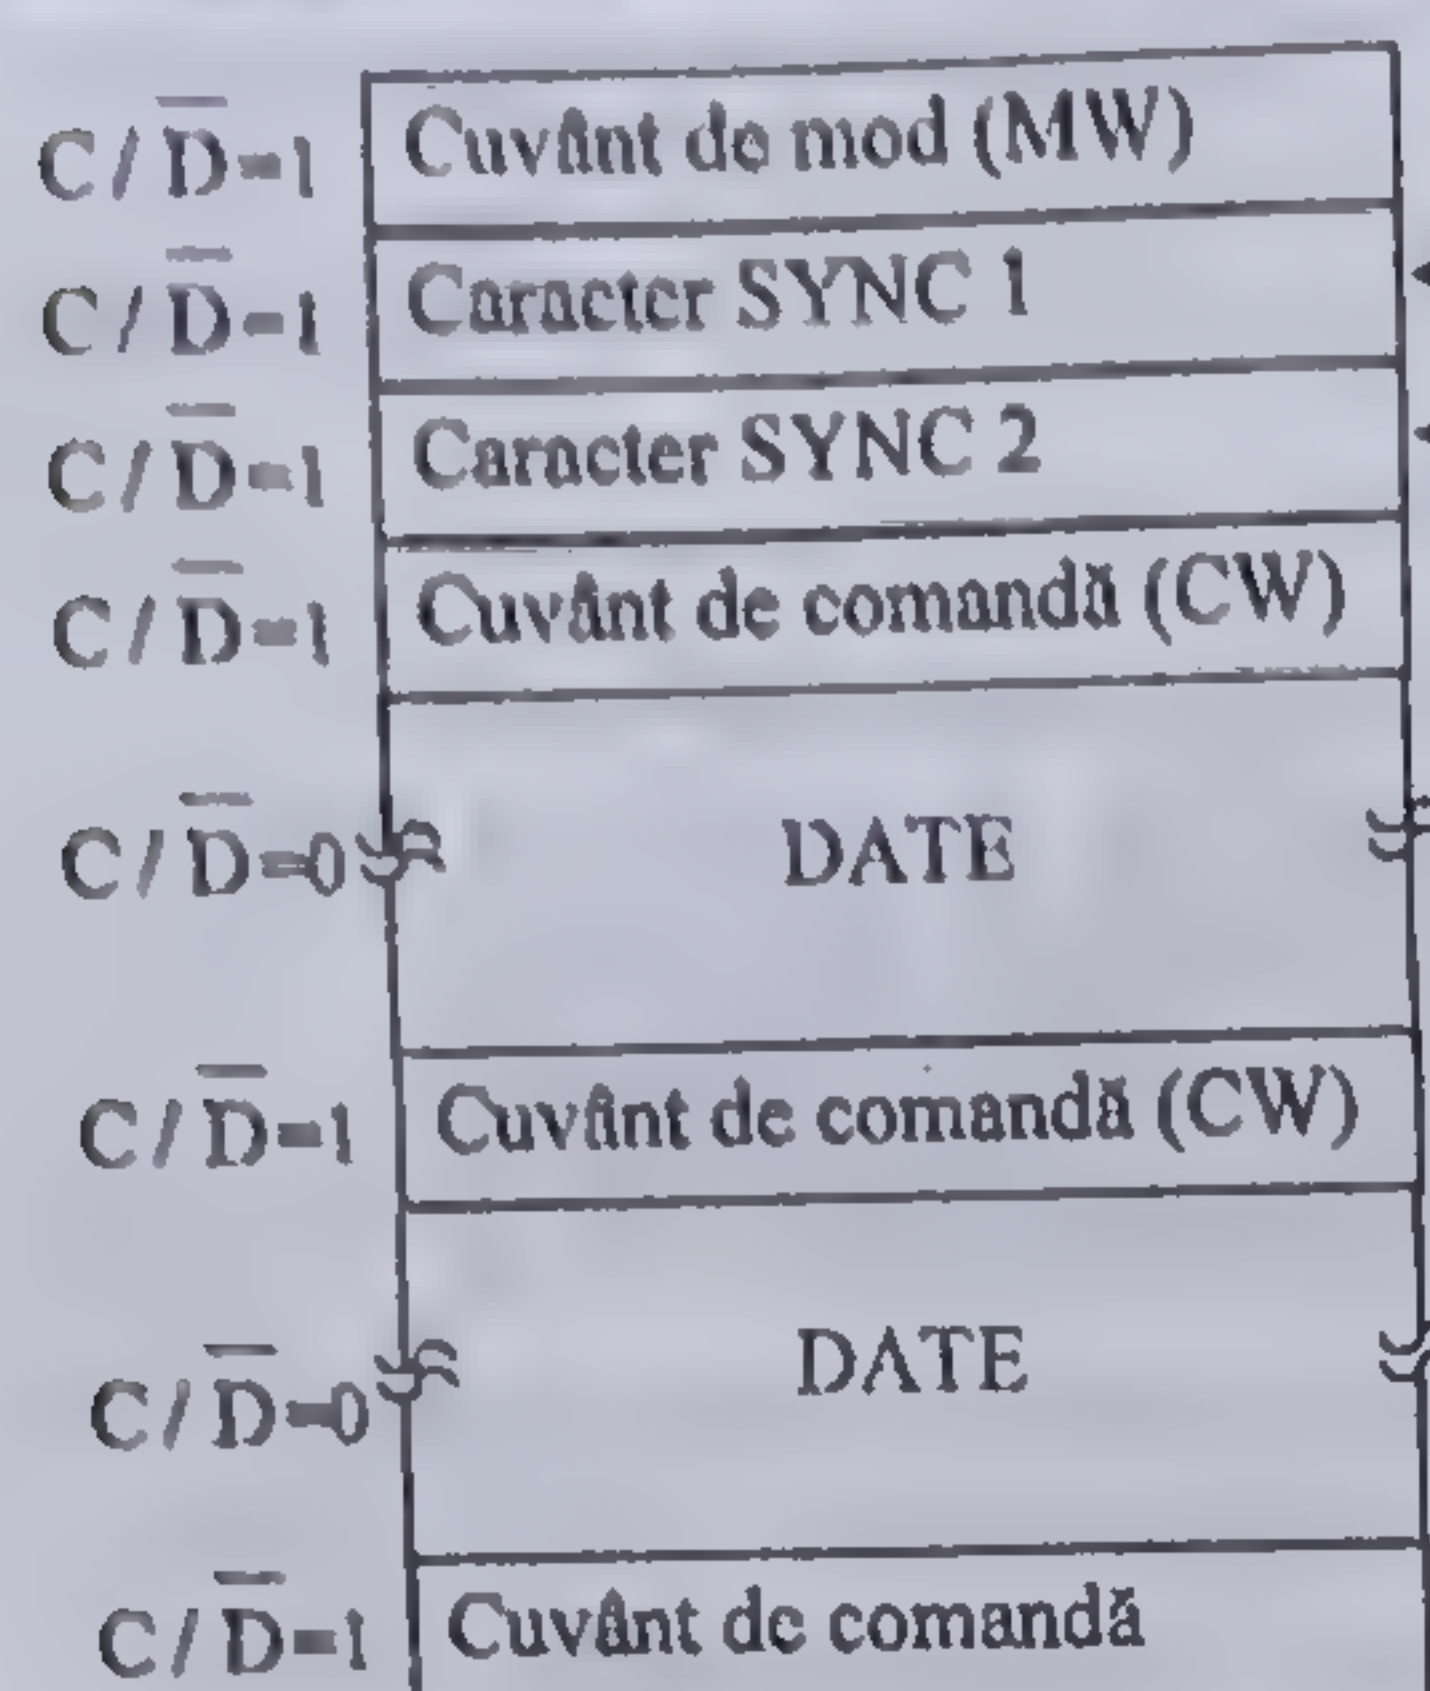 C/D̅=1 Cuvânt de mod (MW)
C/D̅=1 Caracter SYNC 1
C/D̅=1 Caracter SYNC 2
C/D̅=1 Cuvânt de comandă (CW)
C/D̅=0 DATE
C/D̅=1 Cuvânt de comandă (CW)
C/D̅=0 DATE
C/D̅=1 Cuvânt de comandă